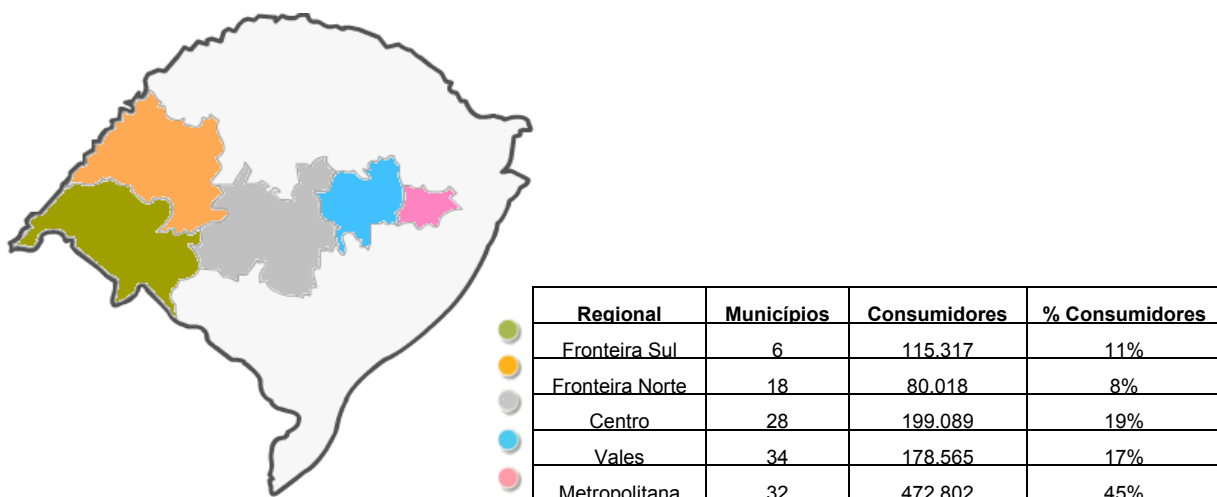 Regional Municípios Consumidores % Consumidores
Fronteira Sul 6 115.317 11%
Fronteira Norte 18 80.018 8%
Centro 28 199.089 19%
Vales 34 178.565 17%
Metropolitana 32 472.802 45%